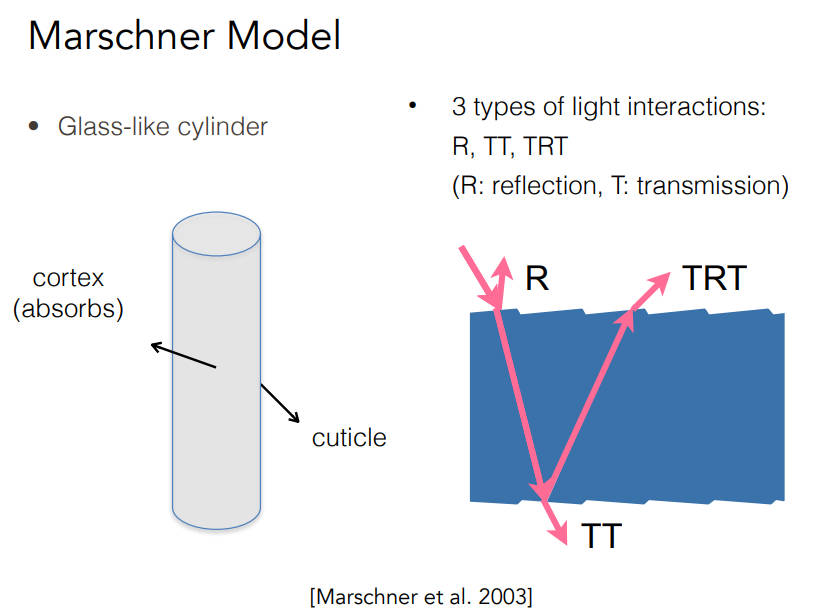 Marschner Model
• Glass-like cylinder
• 3 types of light interactions:
R, TT, TRT
(R: reflection, T: transmission)
cortex
(absorbs)
cuticle
R
TRT
TT
[Marschner et al. 2003]